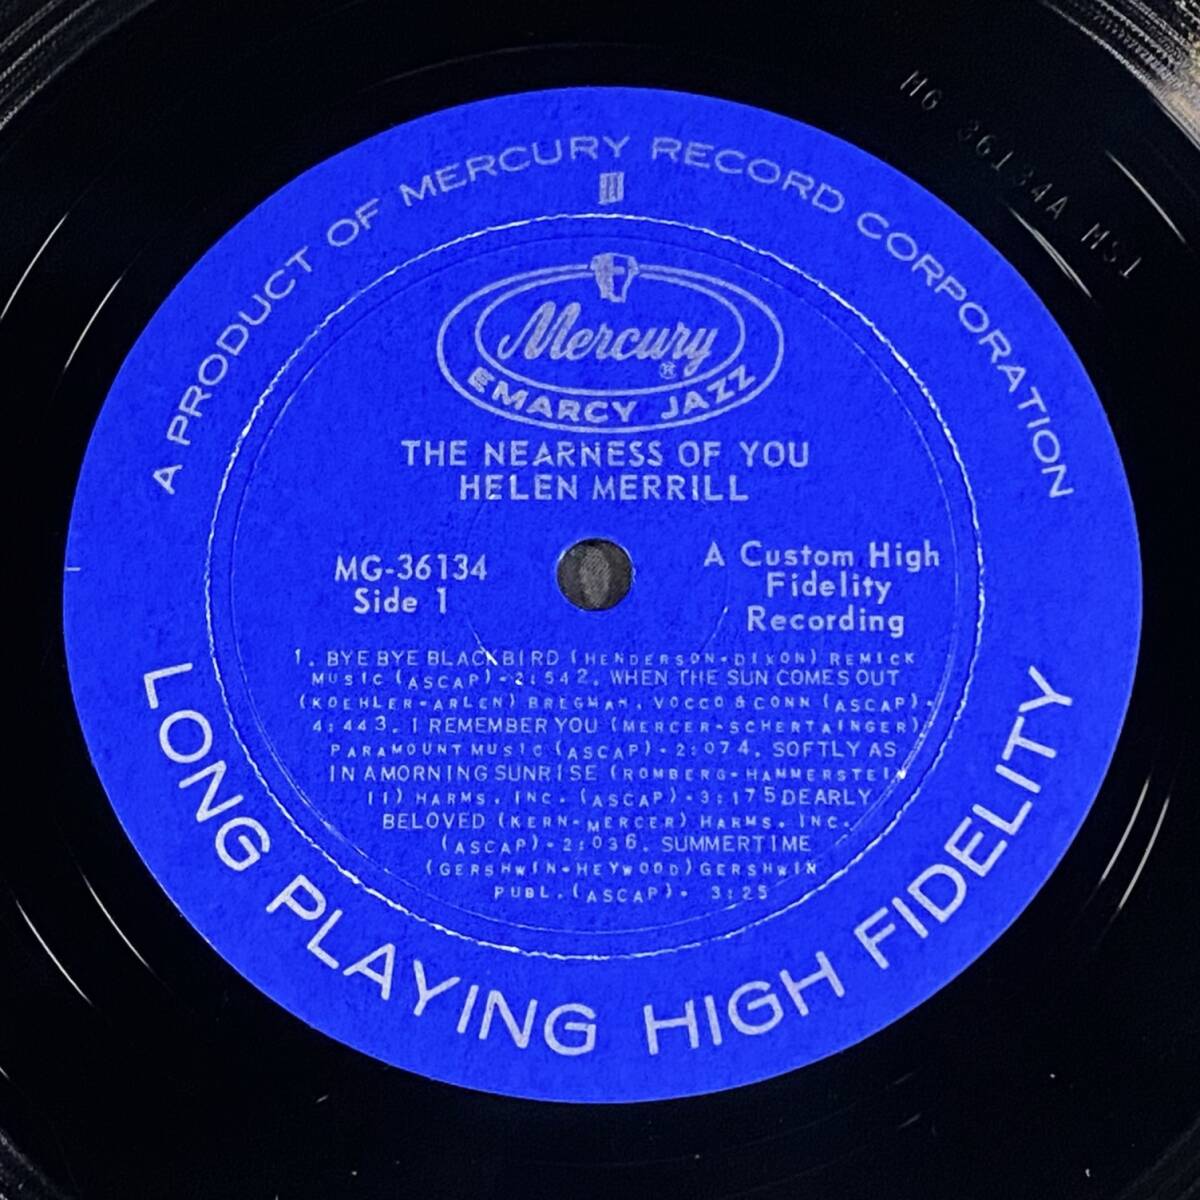 A PRODUCT OF MERCURY RECORD CORPORATION
Mercury
®
EMARCY JAZZ
THE NEARNESS OF YOU
HELEN MERRILL
MG-36134
Side 1
A Custom High
Fidelity
Recording
1. BYE BYE BLACKBIRD (HENDERSON-DIXON) REMICK
MUSIC (ASCAP)-2:54 2. WHEN THE SUN COMES OUT
(KOEHLER-ARLEN) BREGMAN, VOCCO & CONN (ASCAP)-
4:44 3. I REMEMBER YOU (MERCER-SCHERTAINGER)
PARAMOUNT MUSIC (ASCAP)-2:07 4. SOFTLY AS
IN A MORNING SUNRISE (ROMBERG-HAMMERSTEIN
II) HARMS, INC. (ASCAP)-3:17 5 DEARLY
BELOVED (KERN-MERCER) HARMS, INC.
(ASCAP)-2:03 6. SUMMERTIME
(GERSHWIN-HEYWOOD) GERSHWIN
PUBL. (ASCAP)- 3:25
LONG PLAYING HIGH FIDELITY
MG 36134A MS1